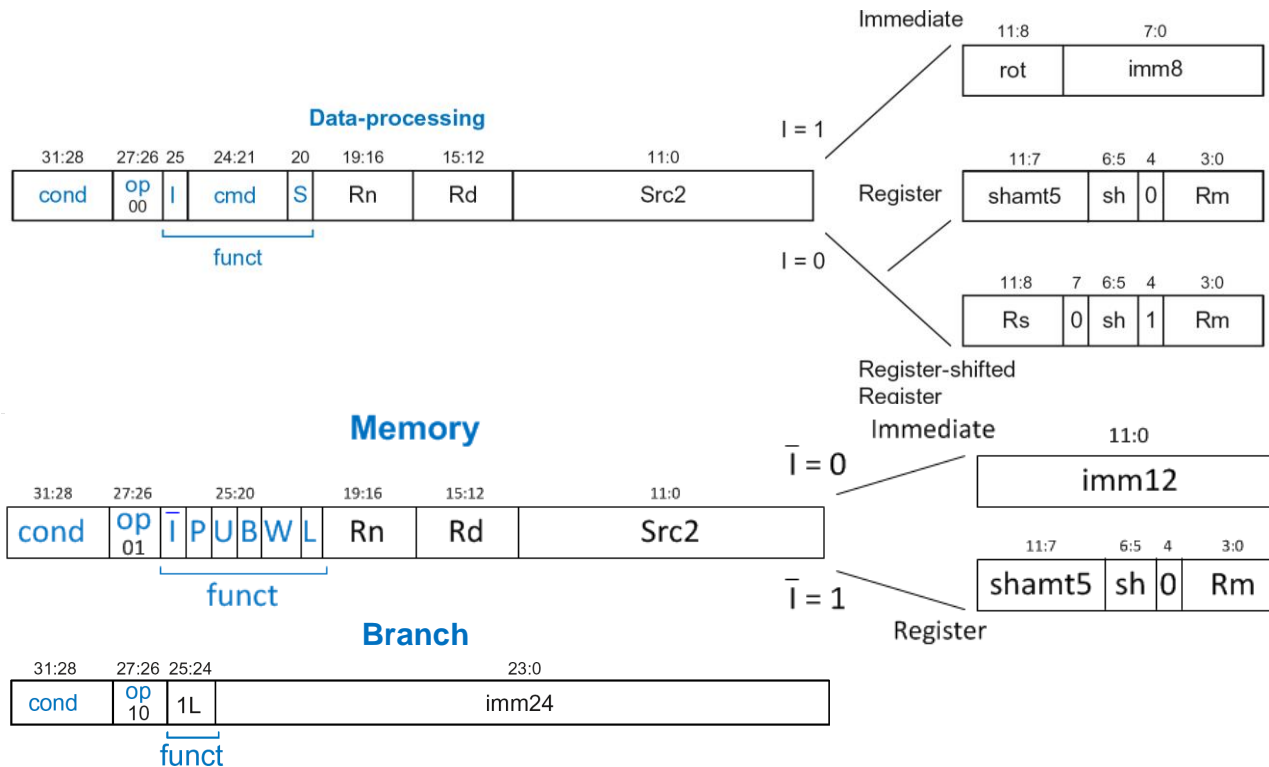 Immediate
11:8 7:0
rot imm8
Data-processing
I = 1
31:28 27:26 25 24:21 20 19:16 15:12 11:0
cond op 00 I cmd S Rn Rd Src2
funct
I = 0
Register
11:7 6:5 4 3:0
shamt5 sh 0 Rm
11:8 7 6:5 4 3:0
Rs 0 sh 1 Rm
Register-shifted
Register
Memory
Immediate
11:0
imm12
I̅ = 0
31:28 27:26 25:20 19:16 15:12 11:0
cond op 01 I̅ P U B W L Rn Rd Src2
funct
I̅ = 1
11:7 6:5 4 3:0
shamt5 sh 0 Rm
Register
Branch
31:28 27:26 25:24 23:0
cond op 10 1L imm24
funct